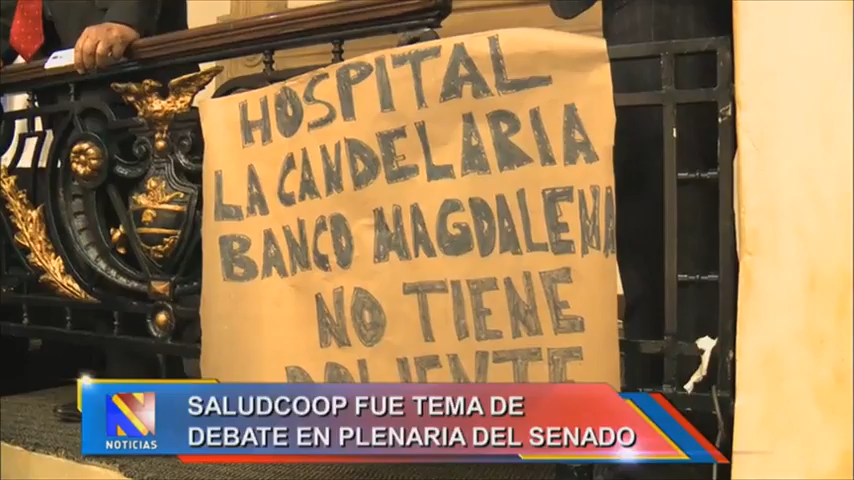 HOSPITAL
LA CANDELARIA
BANCO MAGDALENA
NO TIENE
N
NOTICIAS
SALUDCOOP FUE TEMA DE
DEBATE EN PLENARIA DEL SENADO